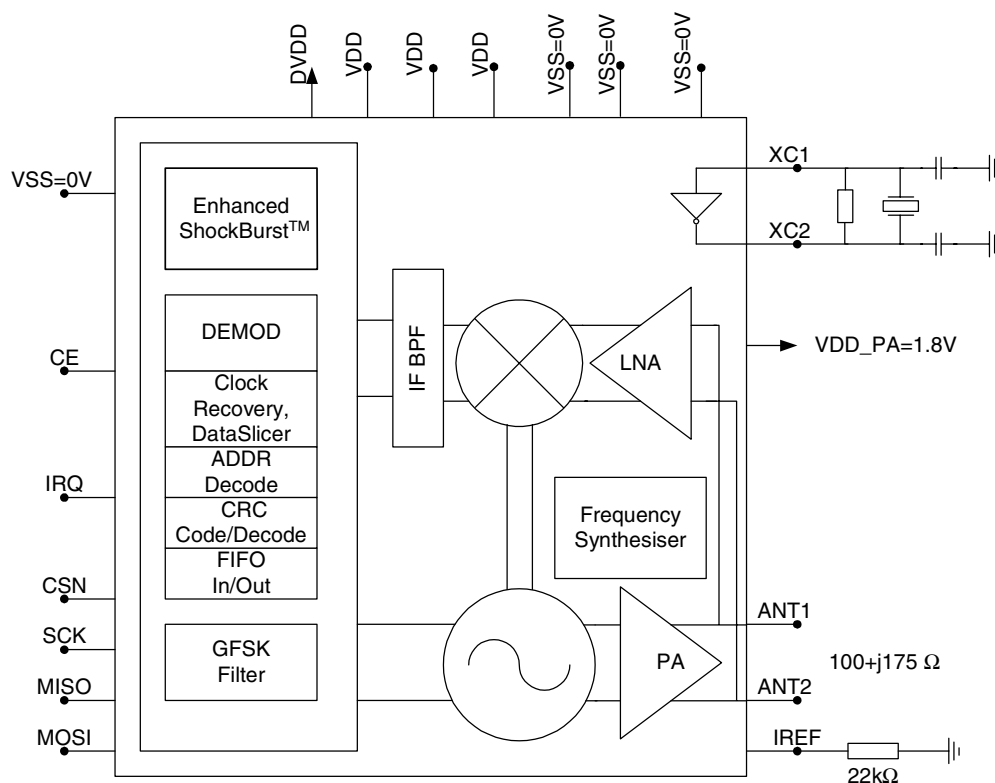 DVDD
VDD
VDD
VDD
VSS=0V
VSS=0V
VSS=0V
XC1
VSS=0V
Enhanced
ShockBurst™
XC2
DEMOD
IF BPF
LNA
VDD_PA=1.8V
CE
Clock
Recovery,
DataSlicer
ADDR
Decode
IRQ
CRC
Code/Decode
Frequency
Synthesiser
FIFO
In/Out
CSN
ANT1
SCK
GFSK
Filter
PA
100+j175 Ω
MISO
ANT2
MOSI
IREF
22kΩ